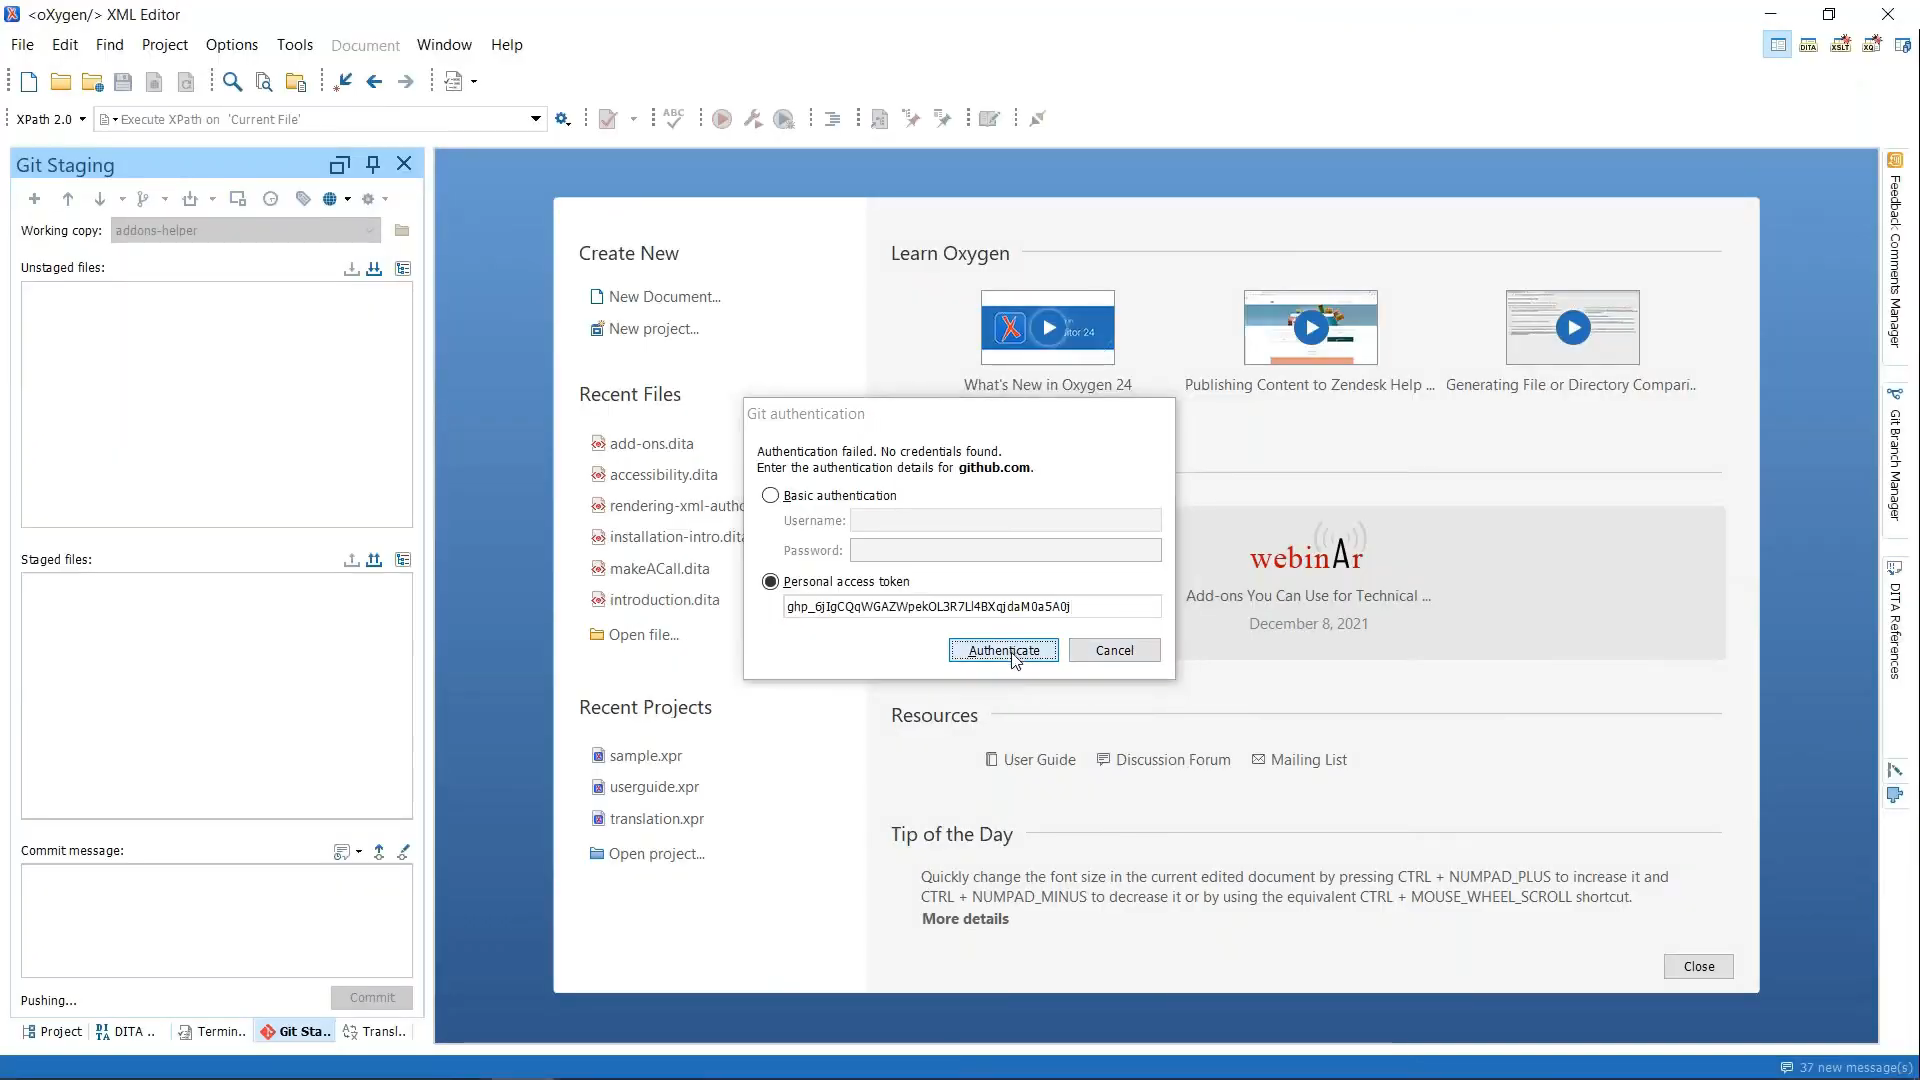 <oXygen/> XML Editor
File Edit Find Project Options Tools Document Window Help
DITA XSLT XQ
XPath 2.0 Execute XPath on 'Current File'
ABC
Git Staging
Working copy: addons-helper
Unstaged files:
Staged files:
Commit message:
Pushing...
Commit
Project DITA .. Termin.. Git Sta.. Transl..
Create New
New Document...
New project...
Recent Files
add-ons.dita
accessibility.dita
rendering-xml-autho
installation-intro.dita
makeACall.dita
introduction.dita
Open file...
Recent Projects
sample.xpr
userguide.xpr
translation.xpr
Open project...
Learn Oxygen
What's New in Oxygen 24
Publishing Content to Zendesk Help ...
Generating File or Directory Compari..
Git authentication
Authentication failed. No credentials found.
Enter the authentication details for github.com.
Basic authentication
Username:
Password:
Personal access token
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
Authenticate Cancel
webinAr
Add-ons You Can Use for Technical ...
December 8, 2021
Resources
User Guide Discussion Forum Mailing List
Tip of the Day
Quickly change the font size in the current edited document by pressing CTRL + NUMPAD_PLUS to increase it and
CTRL + NUMPAD_MINUS to decrease it or by using the equivalent CTRL + MOUSE_WHEEL_SCROLL shortcut.
More details
Close
Feedback Comments Manager
Git Branch Manager
DITA References
37 new message(s)